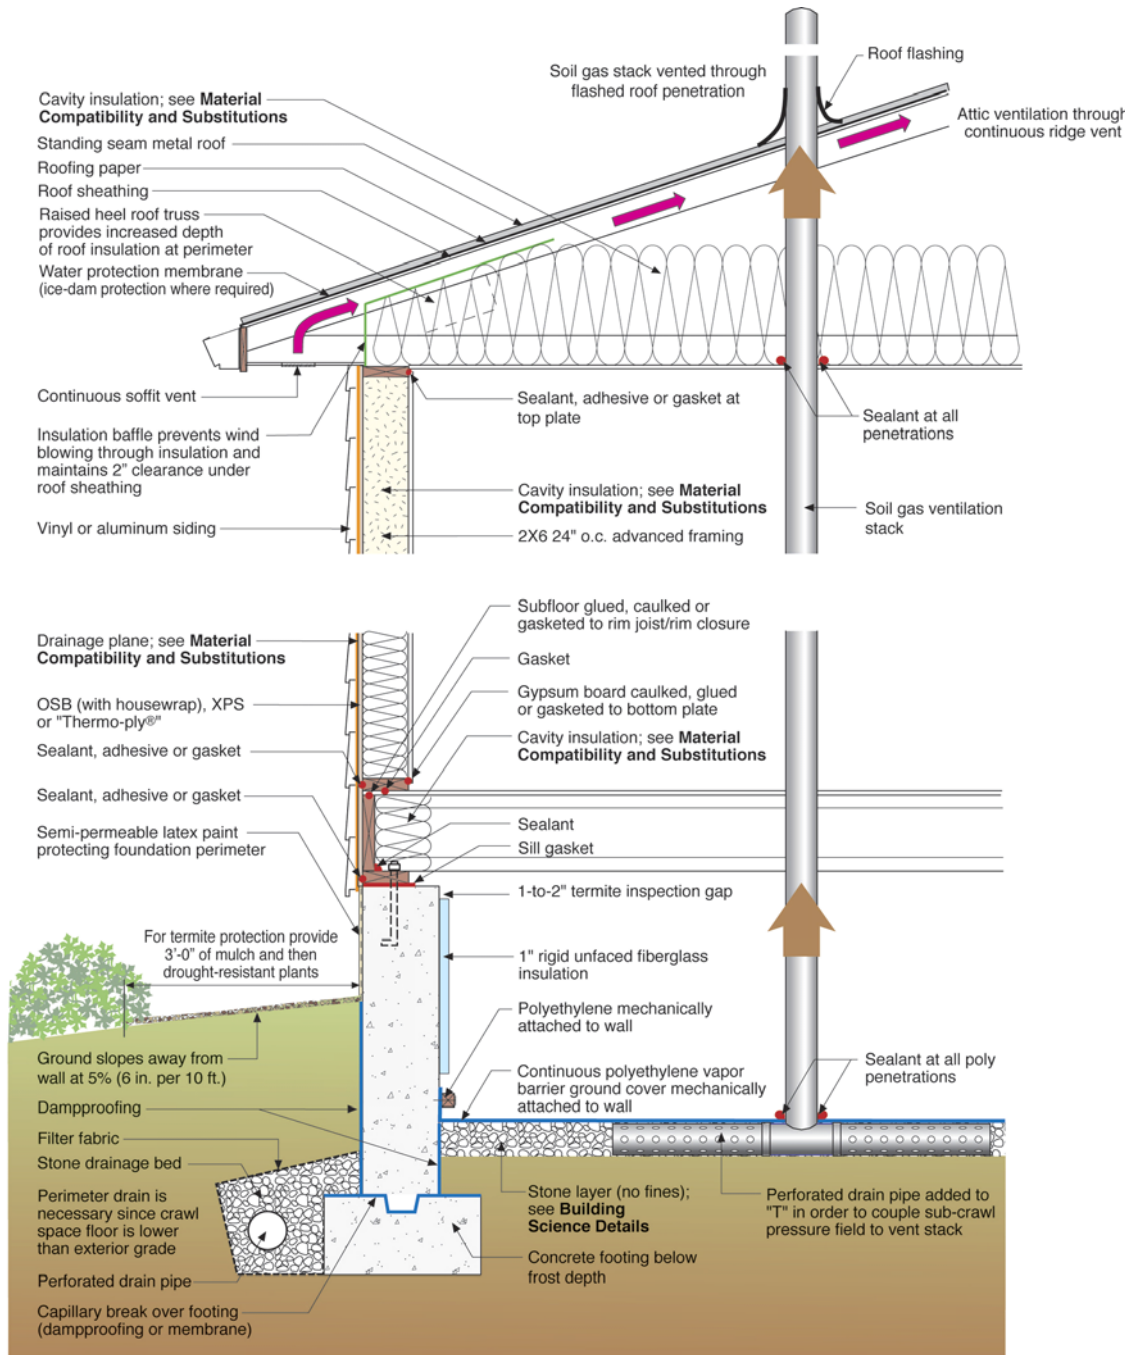 Roof flashing
Soil gas stack vented through
flashed roof penetration
Attic ventilation through
continuous ridge vent
Cavity insulation; see Material
Compatibility and Substitutions
Standing seam metal roof
Roofing paper
Roof sheathing
Raised heel roof truss
provides increased depth
of roof insulation at perimeter
Water protection membrane
(ice-dam protection where required)
Continuous soffit vent
Insulation baffle prevents wind
blowing through insulation and
maintains 2" clearance under
roof sheathing
Vinyl or aluminum siding
Sealant, adhesive or gasket at
top plate
Sealant at all
penetrations
Cavity insulation; see Material
Compatibility and Substitutions
2X6 24" o.c. advanced framing
Soil gas ventilation
stack
Drainage plane; see Material
Compatibility and Substitutions
OSB (with housewrap), XPS
or "Thermo-ply®"
Sealant, adhesive or gasket
Sealant, adhesive or gasket
Semi-permeable latex paint
protecting foundation perimeter
Subfloor glued, caulked or
gasketed to rim joist/rim closure
Gasket
Gypsum board caulked, glued
or gasketed to bottom plate
Cavity insulation; see Material
Compatibility and Substitutions
Sealant
Sill gasket
1-to-2" termite inspection gap
For termite protection provide
3'-0" of mulch and then
drought-resistant plants
1" rigid unfaced fiberglass
insulation
Polyethylene mechanically
attached to wall
Continuous polyethylene vapor
barrier ground cover mechanically
attached to wall
Sealant at all poly
penetrations
Ground slopes away from
wall at 5% (6 in. per 10 ft.)
Dampproofing
Filter fabric
Stone drainage bed
Perimeter drain is
necessary since crawl
space floor is lower
than exterior grade
Perforated drain pipe
Capillary break over footing
(dampproofing or membrane)
Stone layer (no fines);
see Building
Science Details
Concrete footing below
frost depth
Perforated drain pipe added to
"T" in order to couple sub-crawl
pressure field to vent stack